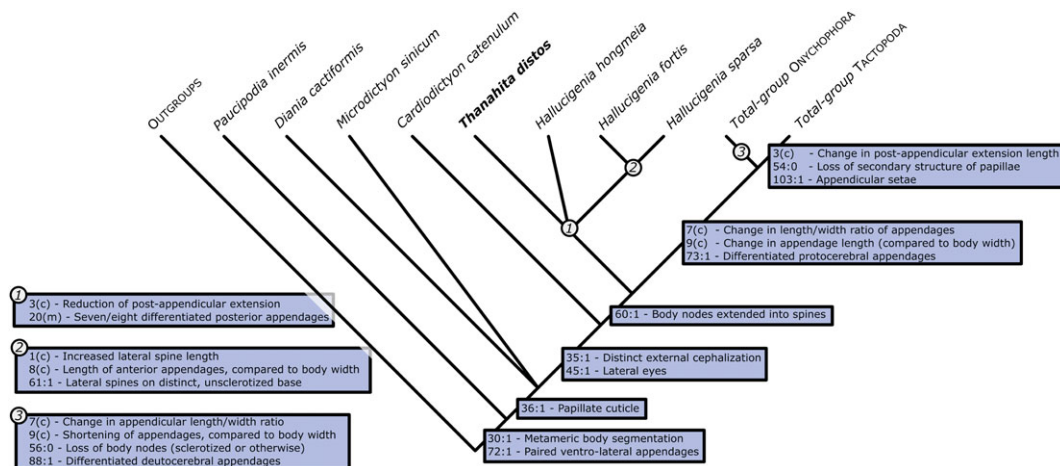 OUTGROUPS
Paucipodia inermis
Diania cactiformis
Microdictyon sinicum
Cardiodictyon catenulum
Thanahita distos
Hallucigenia hongmeia
Hallucigenia fortis
Hallucigenia sparsa
Total-group ONYCHOPHORA
Total-group TACTOPODA
3
2
1
3(c) - Change in post-appendicular extension length
54:0 - Loss of secondary structure of papillae
103:1 - Appendicular setae
7(c) - Change in length/width ratio of appendages
9(c) - Change in appendage length (compared to body width)
73:1 - Differentiated protocerebral appendages
60:1 - Body nodes extended into spines
35:1 - Distinct external cephalization
45:1 - Lateral eyes
36:1 - Papillate cuticle
30:1 - Metameric body segmentation
72:1 - Paired ventro-lateral appendages
1
3(c) - Reduction of post-appendicular extension
20(m) - Seven/eight differentiated posterior appendages
2
1(c) - Increased lateral spine length
8(c) - Length of anterior appendages, compared to body width
61:1 - Lateral spines on distinct, unsclerotized base
3
7(c) - Change in appendicular length/width ratio
9(c) - Shortening of appendages, compared to body width
56:0 - Loss of body nodes (sclerotized or otherwise)
88:1 - Differentiated deutocerebral appendages